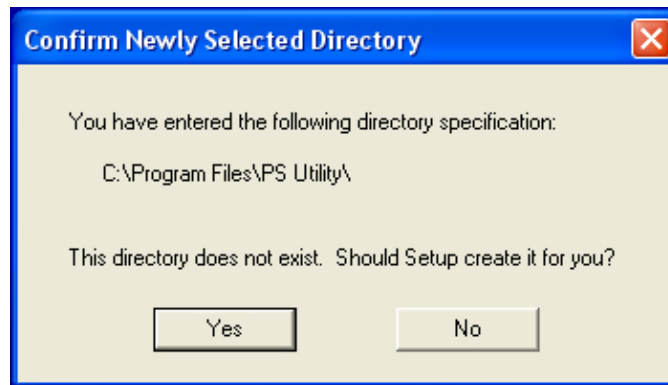 Confirm Newly Selected Directory
You have entered the following directory specification:
C:\Program Files\PS Utility\
This directory does not exist.  Should Setup create it for you?
Yes
No